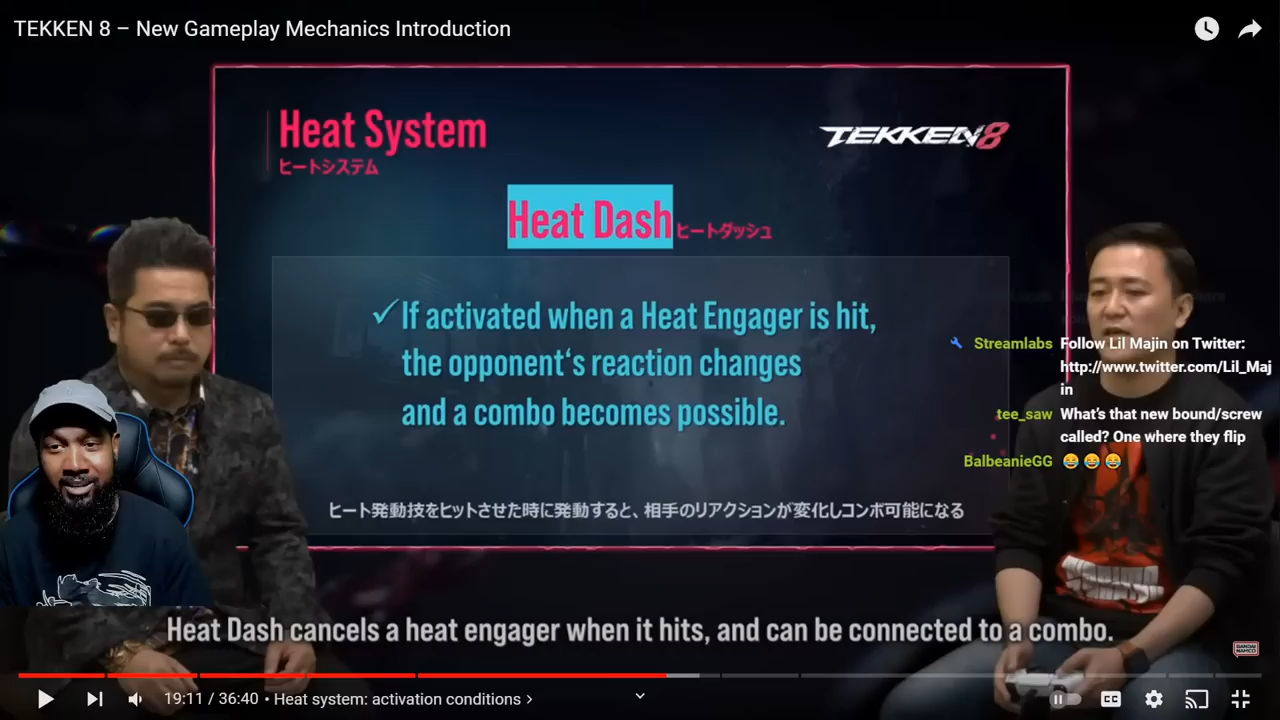 TEKKEN 8 – New Gameplay Mechanics Introduction
Heat System
ヒートシステム
TEKKEN8
Heat Dash ヒートダッシュ
✓If activated when a Heat Engager is hit,
the opponent‘s reaction changes
and a combo becomes possible.
ヒート発動技をヒットさせた時に発動すると、相手のリアクションが変化しコンボ可能になる
Streamlabs Follow Lil Majin on Twitter:
http://www.twitter.com/Lil_Maj
in
tee_saw What's that new bound/screw
called? One where they flip
BalbeanieGG 😂😂😂
Heat Dash cancels a heat engager when it hits, and can be connected to a combo.
BANDAI
NAMCO
19:11 / 36:40 • Heat system: activation conditions ›
CC